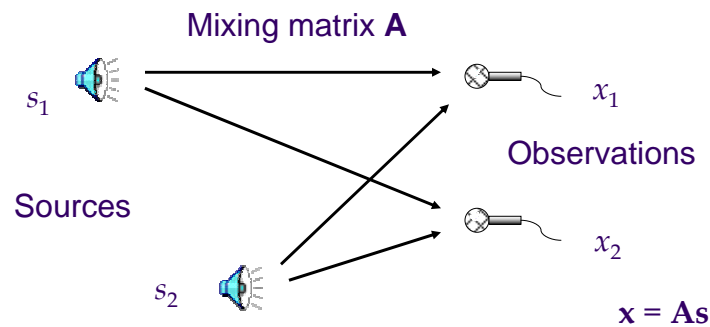 Mixing matrix A
s₁
x₁
Observations
Sources
x₂
s₂
x = As